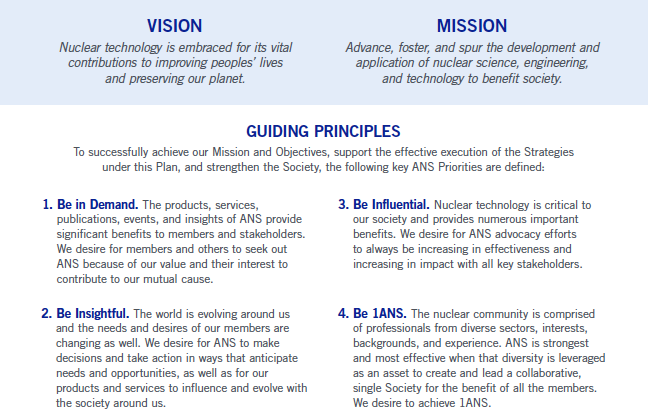 VISION
Nuclear technology is embraced for its vital
contributions to improving peoples' lives
and preserving our planet.
MISSION
Advance, foster, and spur the development and
application of nuclear science, engineering,
and technology to benefit society.
GUIDING PRINCIPLES
To successfully achieve our Mission and Objectives, support the effective execution of the Strategies
under this Plan, and strengthen the Society, the following key ANS Priorities are defined:
1. Be in Demand. The products, services,
publications, events, and insights of ANS provide
significant benefits to members and stakeholders.
We desire for members and others to seek out
ANS because of our value and their interest to
contribute to our mutual cause.
2. Be Insightful. The world is evolving around us
and the needs and desires of our members are
changing as well. We desire for ANS to make
decisions and take action in ways that anticipate
needs and opportunities, as well as for our
products and services to influence and evolve with
the society around us.
3. Be Influential. Nuclear technology is critical to
our society and provides numerous important
benefits. We desire for ANS advocacy efforts
to always be increasing in effectiveness and
increasing in impact with all key stakeholders.
4. Be 1ANS. The nuclear community is comprised
of professionals from diverse sectors, interests,
backgrounds, and experience. ANS is strongest
and most effective when that diversity is leveraged
as an asset to create and lead a collaborative,
single Society for the benefit of all the members.
We desire to achieve 1ANS.